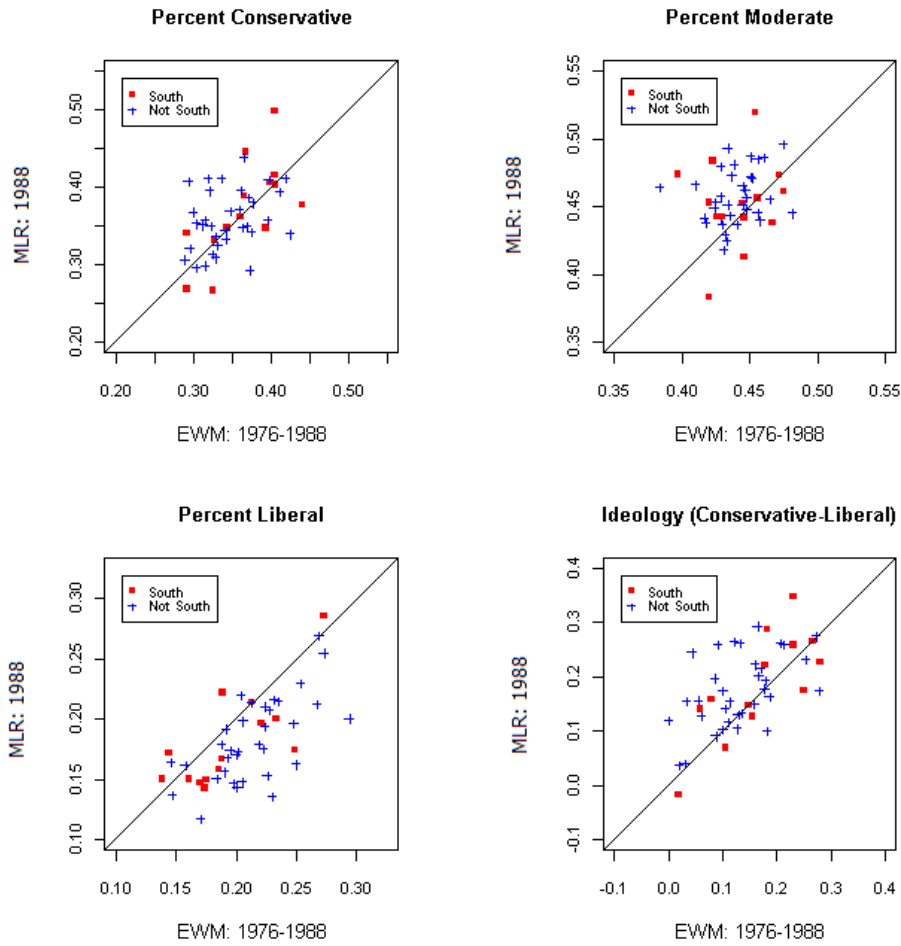 Percent Conservative
South
Not South
MLR: 1988
0.20 0.30 0.40 0.50
0.20 0.30 0.40 0.50
EWM: 1976-1988
Percent Moderate
South
Not South
MLR: 1988
0.35 0.40 0.45 0.50 0.55
0.35 0.40 0.45 0.50 0.55
EWM: 1976-1988
Percent Liberal
South
Not South
MLR: 1988
0.10 0.15 0.20 0.25 0.30
0.10 0.15 0.20 0.25 0.30
EWM: 1976-1988
Ideology (Conservative-Liberal)
South
Not South
MLR: 1988
-0.1 0.0 0.1 0.2 0.3 0.4
-0.1 0.0 0.1 0.2 0.3 0.4
EWM: 1976-1988